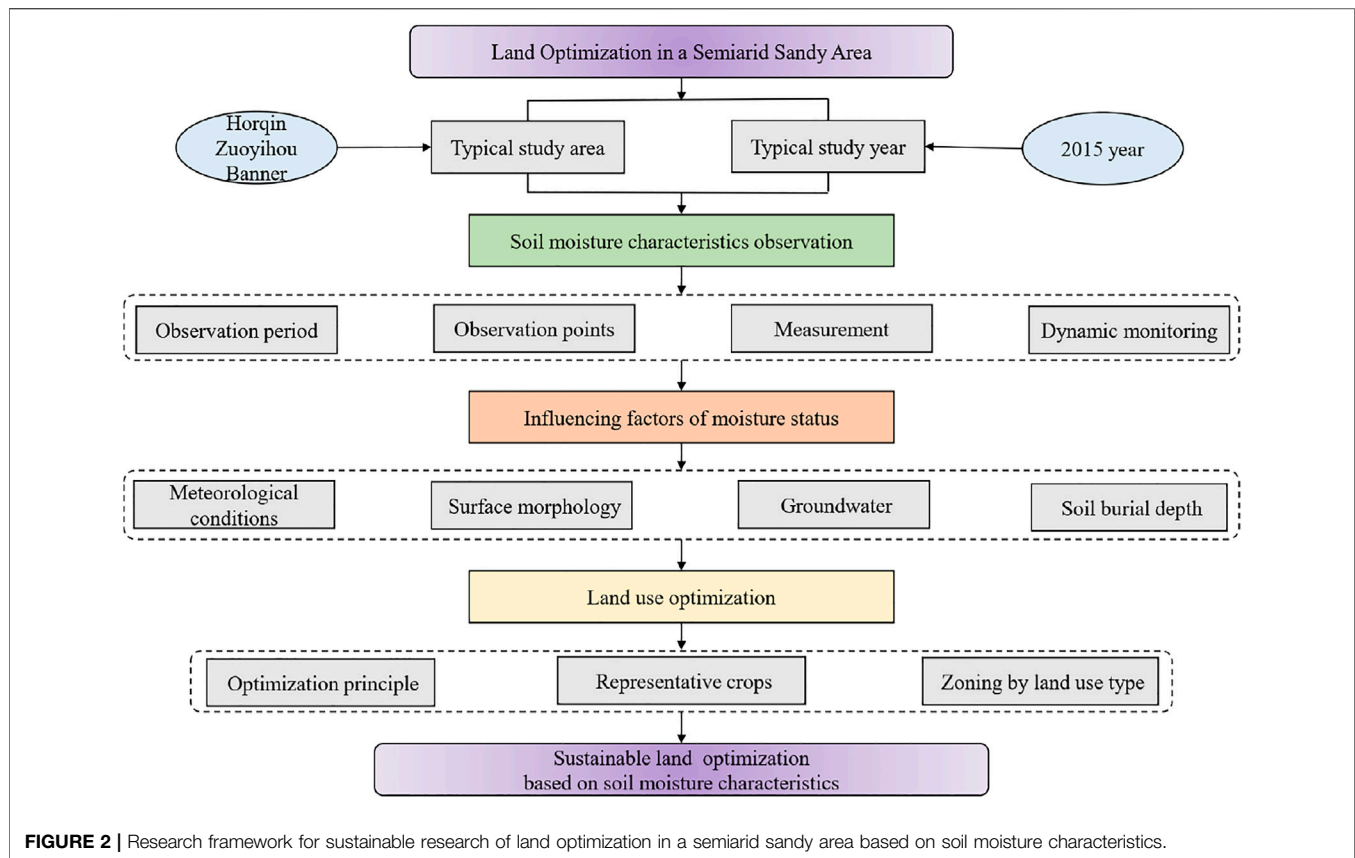 Land Optimization in a Semiarid Sandy Area
Horqin
Zuoyihou
Banner
Typical study area
Typical study year
2015 year
Soil moisture characteristics observation
Observation period
Observation points
Measurement
Dynamic monitoring
Influencing factors of moisture status
Meteorological
conditions
Surface morphology
Groundwater
Soil burial depth
Land use optimization
Optimization principle
Representative crops
Zoning by land use type
Sustainable land optimization
based on soil moisture characteristics
FIGURE 2 | Research framework for sustainable research of land optimization in a semiarid sandy area based on soil moisture characteristics.